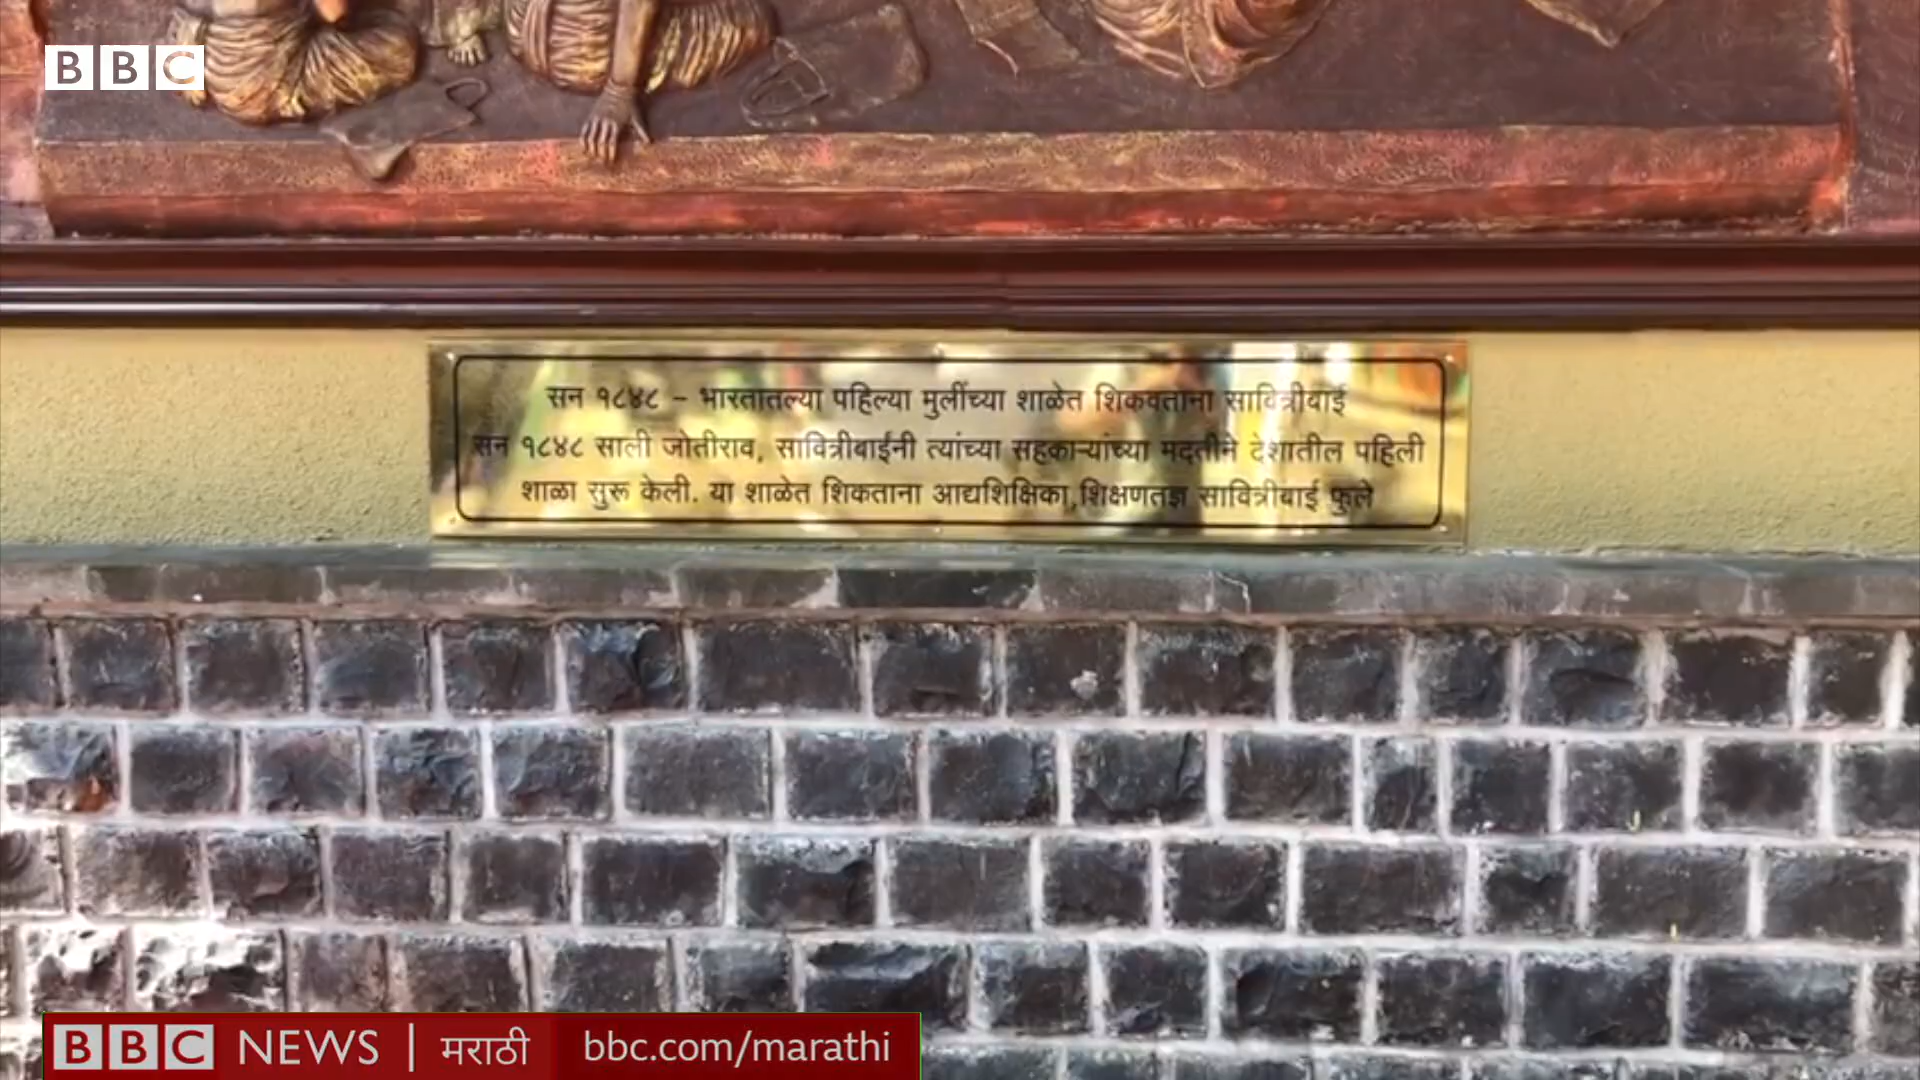 BBC
सन १८४८ - भारतातल्या पहिल्या मुलींच्या शाळेत शिकवताना सावित्रीबाई
सन १८४८ साली जोतीराव, सावित्रीबाईंनी त्यांच्या सहकाऱ्यांच्या मदतीने देशातील पहिली
शाळा सुरू केली. या शाळेत शिकताना आद्यशिक्षिका,शिक्षणतज्ञ सावित्रीबाई फुले
BBC NEWS | मराठी bbc.com/marathi